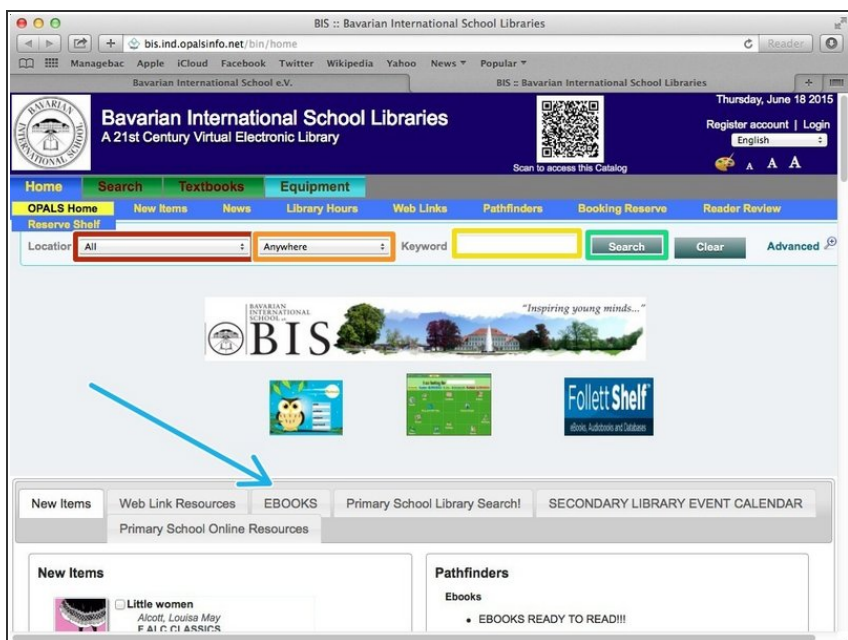 BIS :: Bavarian International School Libraries
bis.ind.opalsinfo.net/bin/home
Reader
Managebac Apple iCloud Facebook Twitter Wikipedia Yahoo News Popular
Bavarian International School e.V.
BIS :: Bavarian International School Libraries
BAVARIAN INTERNATIONAL SCHOOL
Bavarian International School Libraries
A 21st Century Virtual Electronic Library
Scan to access this Catalog
Thursday, June 18 2015
Register account | Login
English
A A A
Home Search Textbooks Equipment
OPALS Home New Items News Library Hours Web Links Pathfinders Booking Reserve Reader Review
Reserve Shelf
Location All Anywhere Keyword Search Clear Advanced
BAVARIAN
INTERNATIONAL
SCHOOL
BIS
"Inspiring young minds..."
Follett Shelf
eBooks, Audiobooks and Databases
New Items Web Link Resources EBOOKS Primary School Library Search! SECONDARY LIBRARY EVENT CALENDAR
Primary School Online Resources
New Items
Little women
Alcott, Louisa May
F ALC CLASSICS
Pathfinders
Ebooks
• EBOOKS READY TO READ!!!